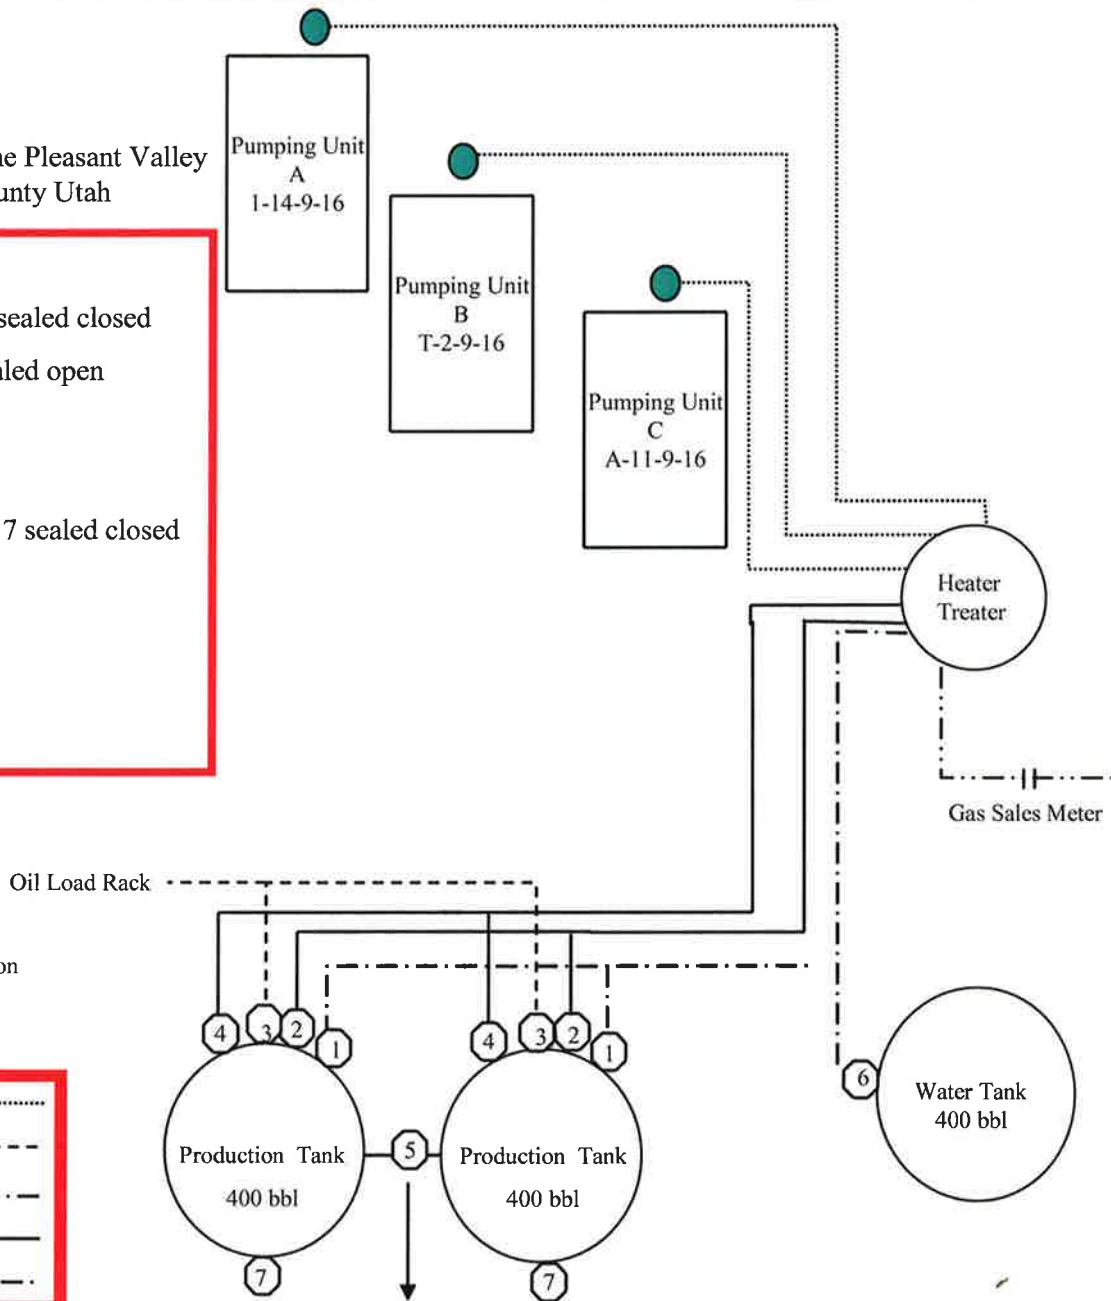 ne Pleasant Valley
unty Utah
sealed closed
aled open
7 sealed closed
Pumping Unit
A
1-14-9-16
Pumping Unit
B
T-2-9-16
Pumping Unit
C
A-11-9-16
Heater
Treater
Gas Sales Meter
Oil Load Rack
on
4
3
2
1
4
3
2
1
6
Water Tank
400 bbl
Production Tank
400 bbl
5
Production Tank
400 bbl
7
7